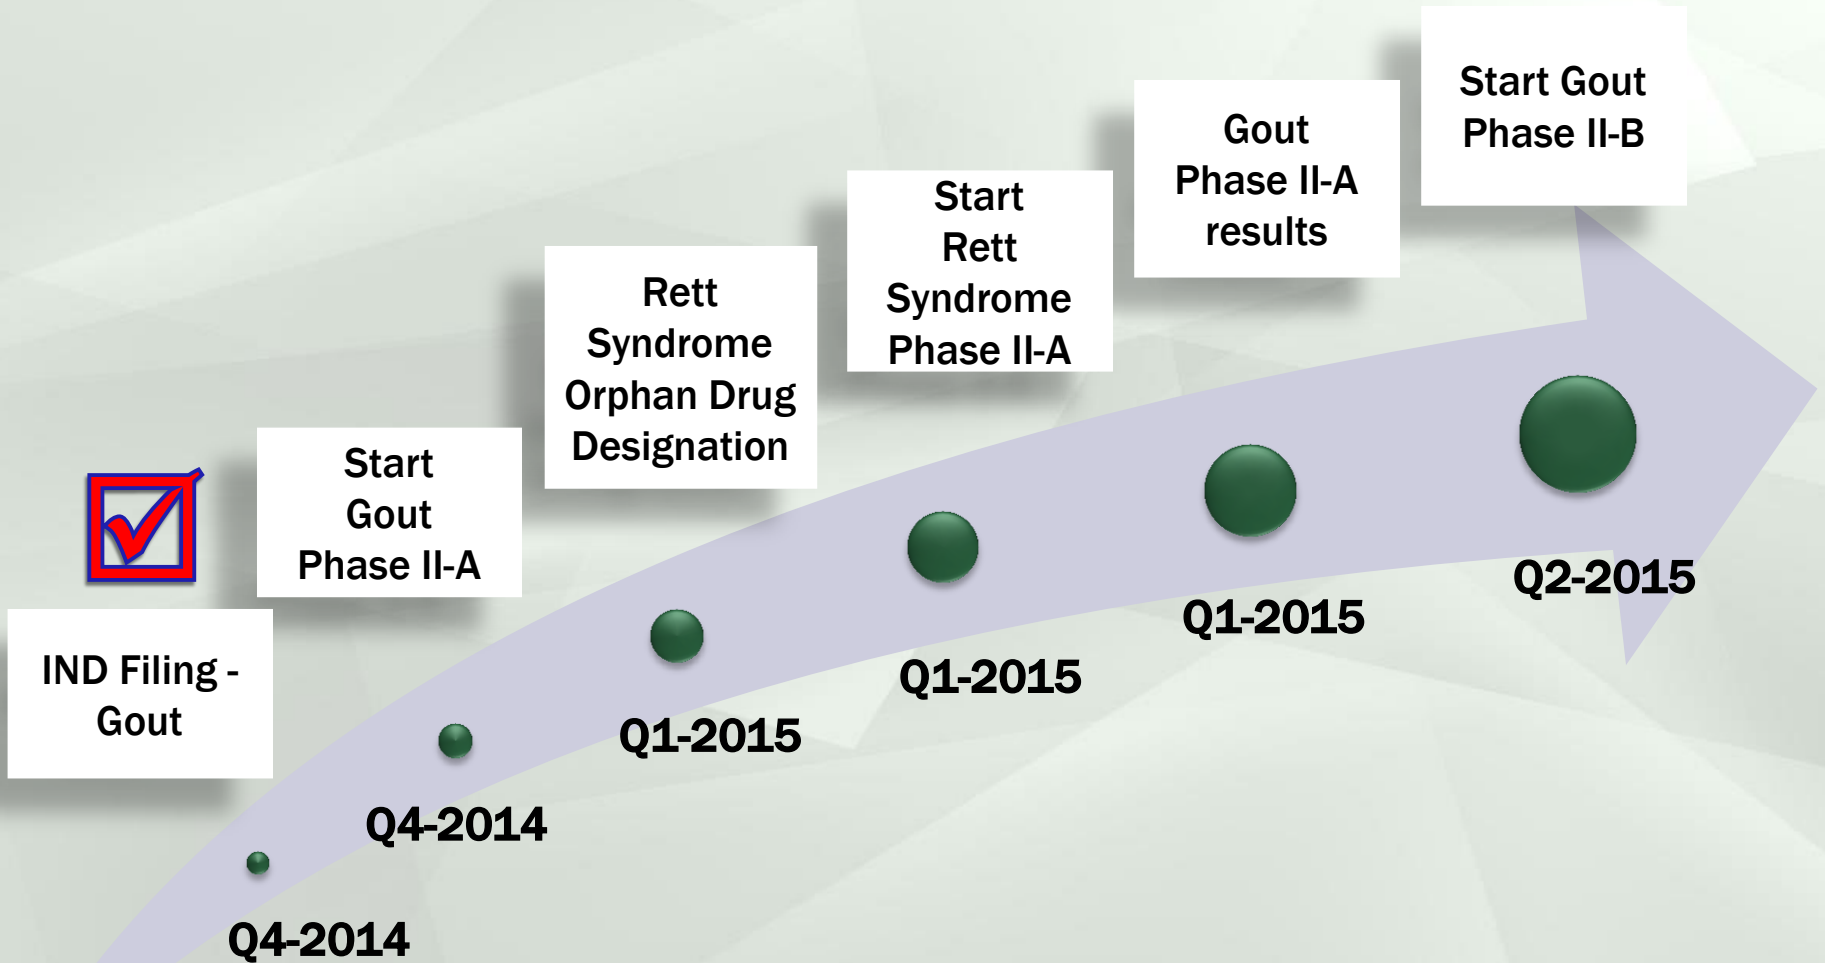 IND Filing -
Gout
Q4-2014
Start
Gout
Phase II-A
Q4-2014
Rett
Syndrome
Orphan Drug
Designation
Q1-2015
Start
Rett
Syndrome
Phase II-A
Q1-2015
Gout
Phase II-A
results
Q1-2015
Start Gout
Phase II-B
Q2-2015